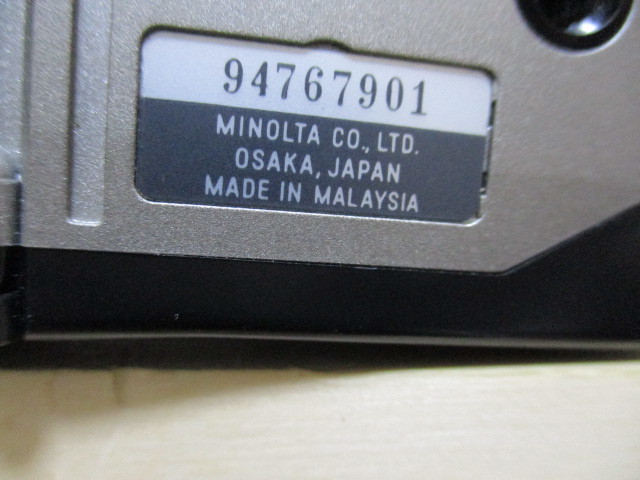 94767901
MINOLTA CO., LTD.
OSAKA, JAPAN
MADE IN MALAYSIA